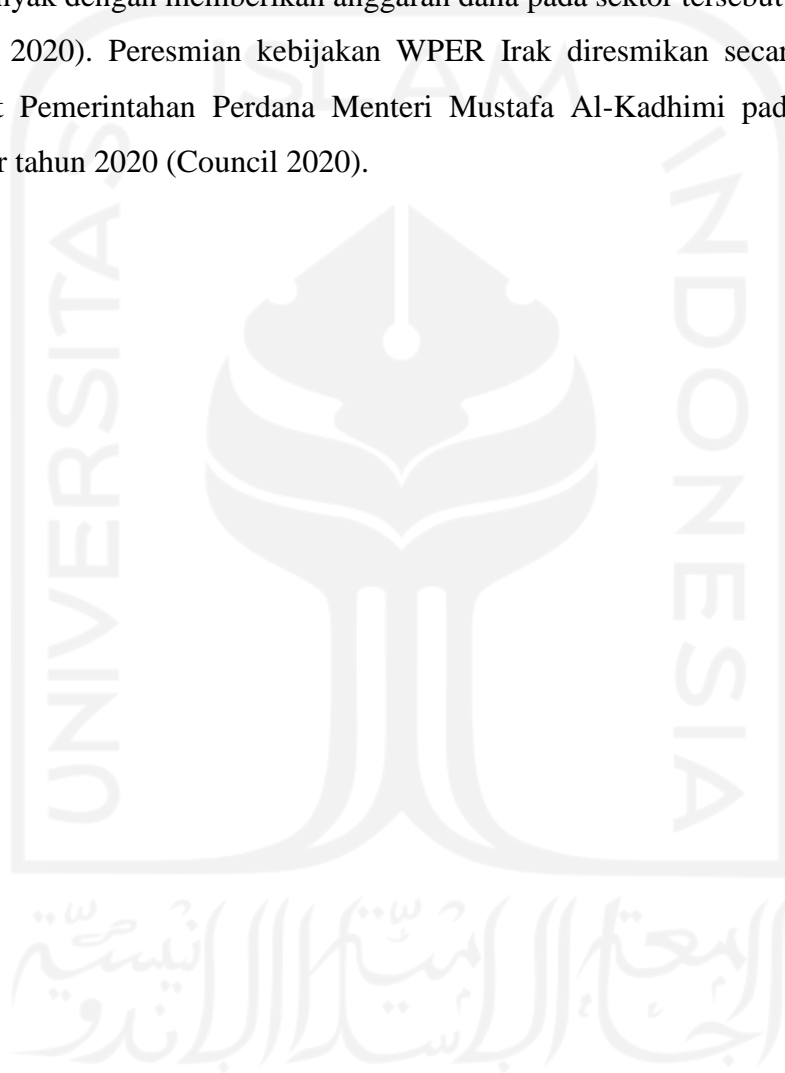 nyak dengan memberikan anggaran dana pada sektor tersebut
2020). Peresmian kebijakan WPER Irak diresmikan secar
t Pemerintahan Perdana Menteri Mustafa Al-Kadhimi pad
r tahun 2020 (Council 2020).
ISLAM
UNIVERSITAS
INDONESIA